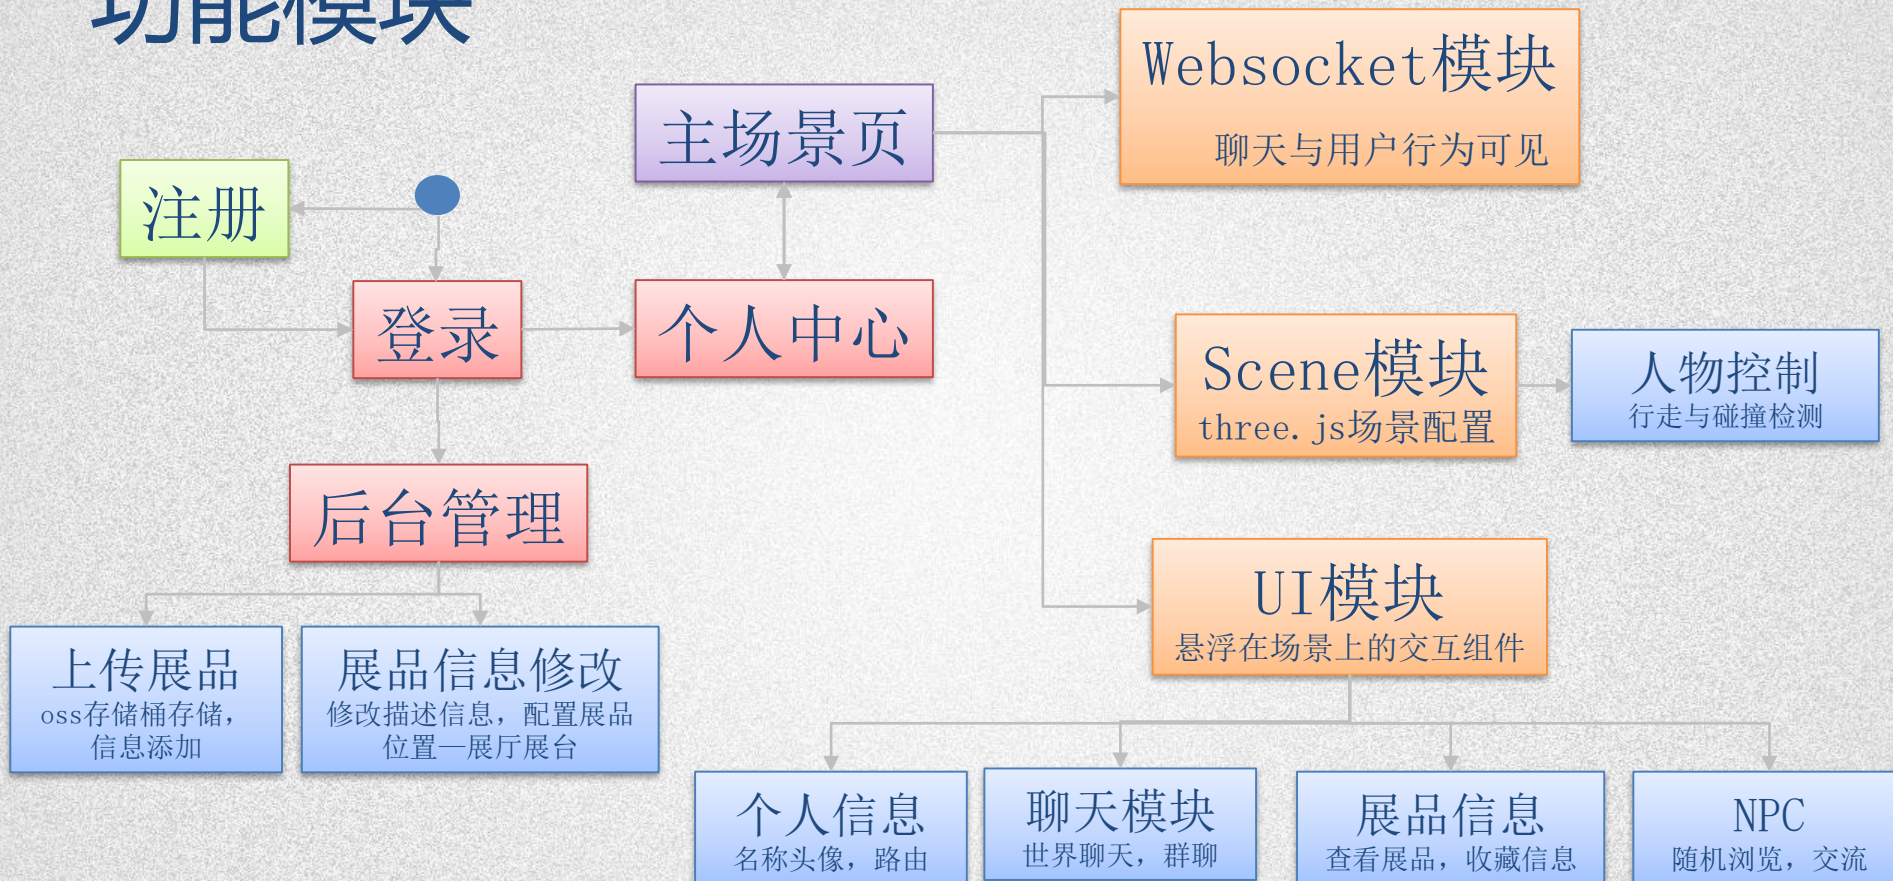 功能模块
Websocket模块
聊天与用户行为可见
主场景页
注册
登录
个人中心
Scene模块
three.js场景配置
人物控制
行走与碰撞检测
后台管理
UI模块
悬浮在场景上的交互组件
上传展品
oss存储桶存储，
信息添加
展品信息修改
修改描述信息，配置展品
位置—展厅展台
个人信息
名称头像，路由
聊天模块
世界聊天，群聊
展品信息
查看展品，收藏信息
NPC
随机浏览，交流